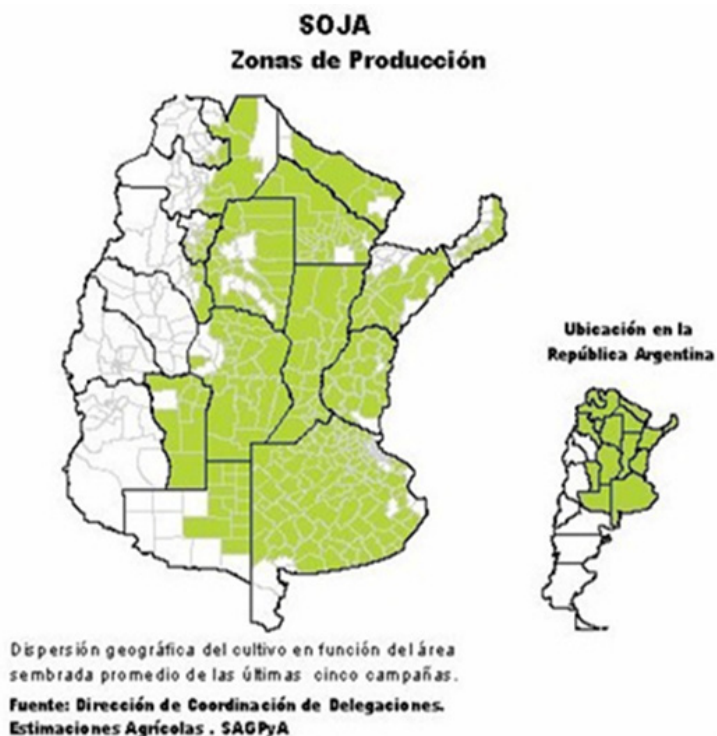 SOJA
Zonas de Producción
Ubicación en la
República Argentina
Dispersión geográfica del cultivo en función del área
sembrada promedio de las últimas cinco campañas.
Fuente: Dirección de Coordinación de Delegaciones.
Estimaciones Agrícolas . SAGPyA